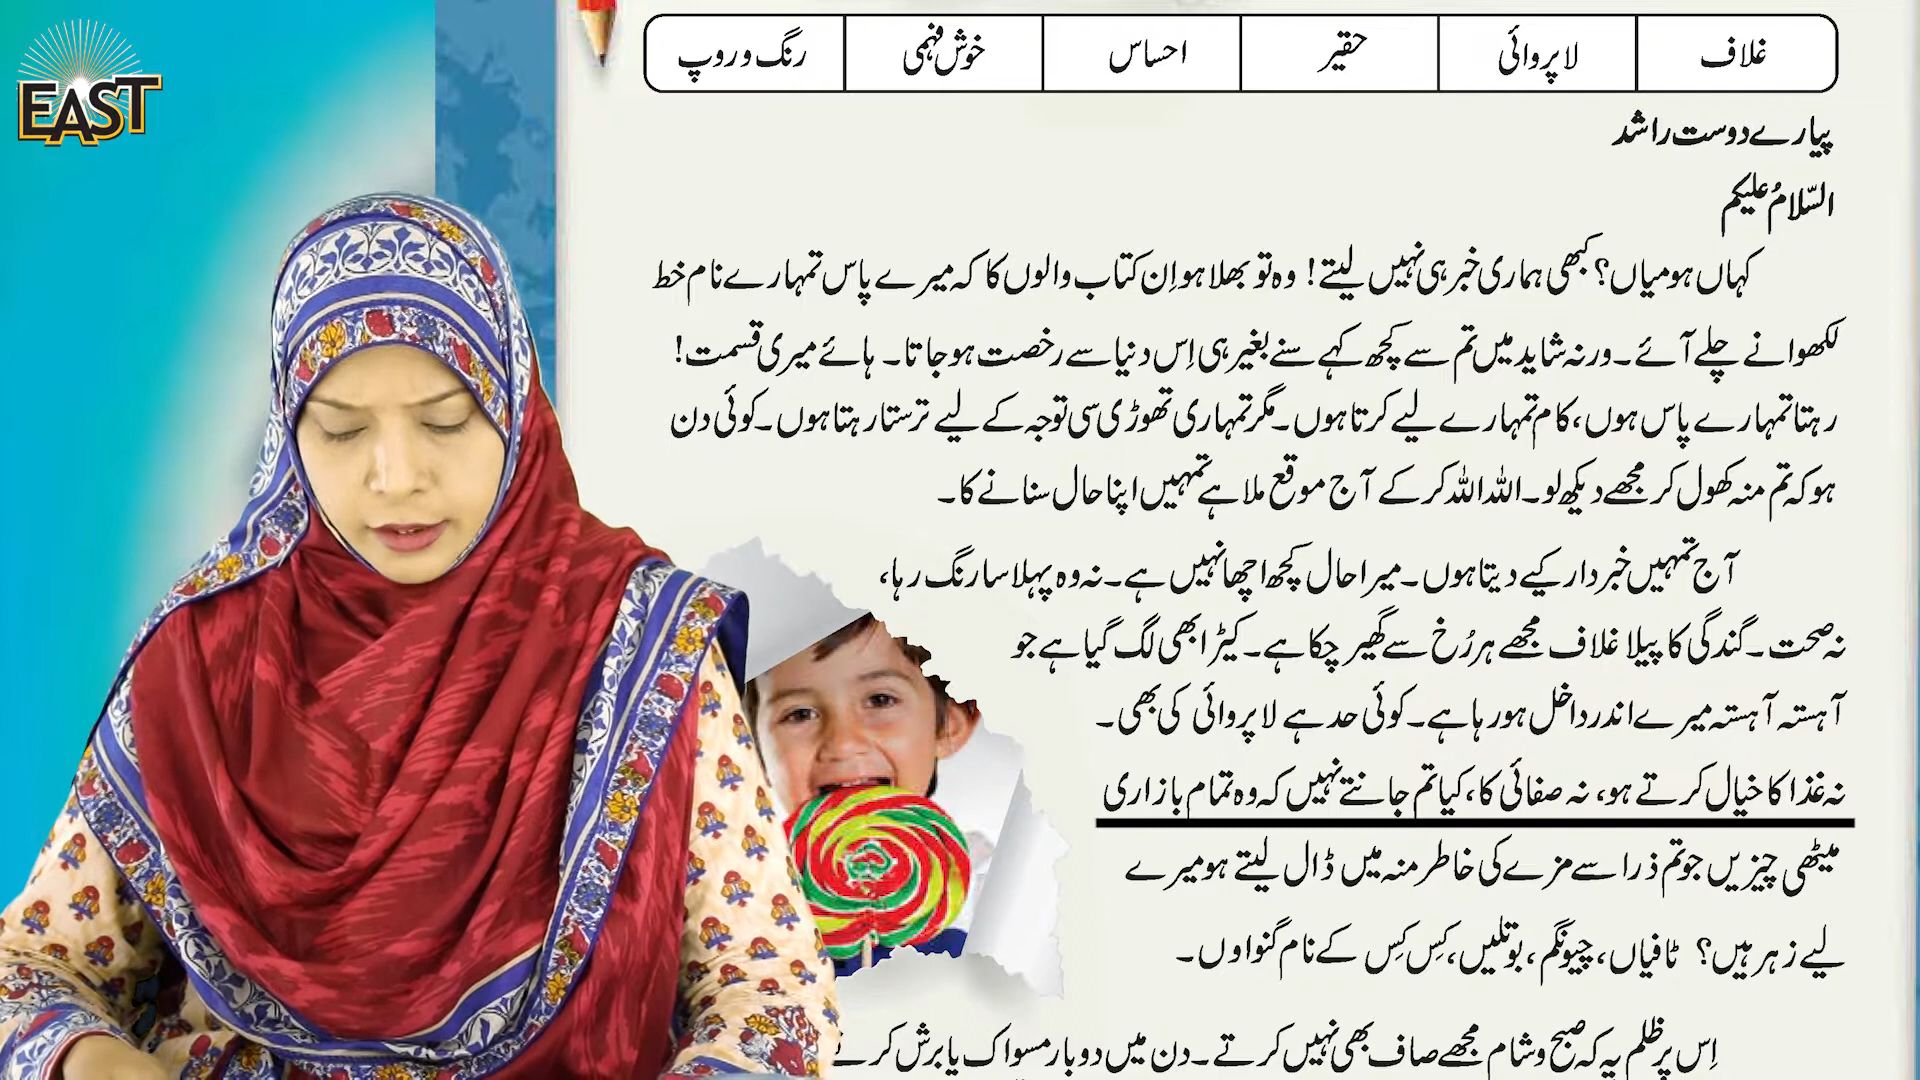 EAST
غلاف
لاپروائی
حقیر
احساس
خوش فہمی
رنگ و روپ
پیارے دوست راشد
السّلامُ علیکم
کہاں ہو میاں؟ کبھی ہماری خبر ہی نہیں لیتے! وہ تو بھلا ہو اِن کتاب والوں کا کہ میرے پاس تمہارے نام خط
لکھوانے چلے آئے۔ ورنہ شاید میں تم سے کچھ کہے سنے بغیر ہی اِس دنیا سے رخصت ہو جاتا۔ ہائے میری قسمت!
رہتا تمہارے پاس ہوں، کام تمہارے لیے کرتا ہوں۔ مگر تمہاری تھوڑی سی توجہ کے لیے ترستا رہتا ہوں۔ کوئی دن
ہو کہ تم منہ کھول کر مجھے دیکھ لو۔ اللہ اللہ کر کے آج موقع ملا ہے تمہیں اپنا حال سنانے کا۔
آج تمہیں خبردار کیے دیتا ہوں۔ میرا حال کچھ اچھا نہیں ہے۔ نہ وہ پہلا سا رنگ رہا،
نہ صحت۔ گندگی کا پیلا غلاف مجھے ہر رُخ سے گھیر چکا ہے۔ کیڑا بھی لگ گیا ہے جو
آہستہ آہستہ میرے اندر داخل ہو رہا ہے۔ کوئی حد ہے لاپروائی کی بھی۔
نہ غذا کا خیال کرتے ہو، نہ صفائی کا، کیا تم جانتے نہیں کہ وہ تمام بازاری
میٹھی چیزیں جو تم ذرا سے مزے کی خاطر منہ میں ڈال لیتے ہو میرے
لیے زہر ہیں؟ ٹافیاں، چیونگم، بوتلیں، کِس کِس کے نام گنواوں۔
اِس پر ظلم یہ کہ صبح و شام مجھے صاف بھی نہیں کرتے۔ دن میں دو بار مسواک یا برش کرنے